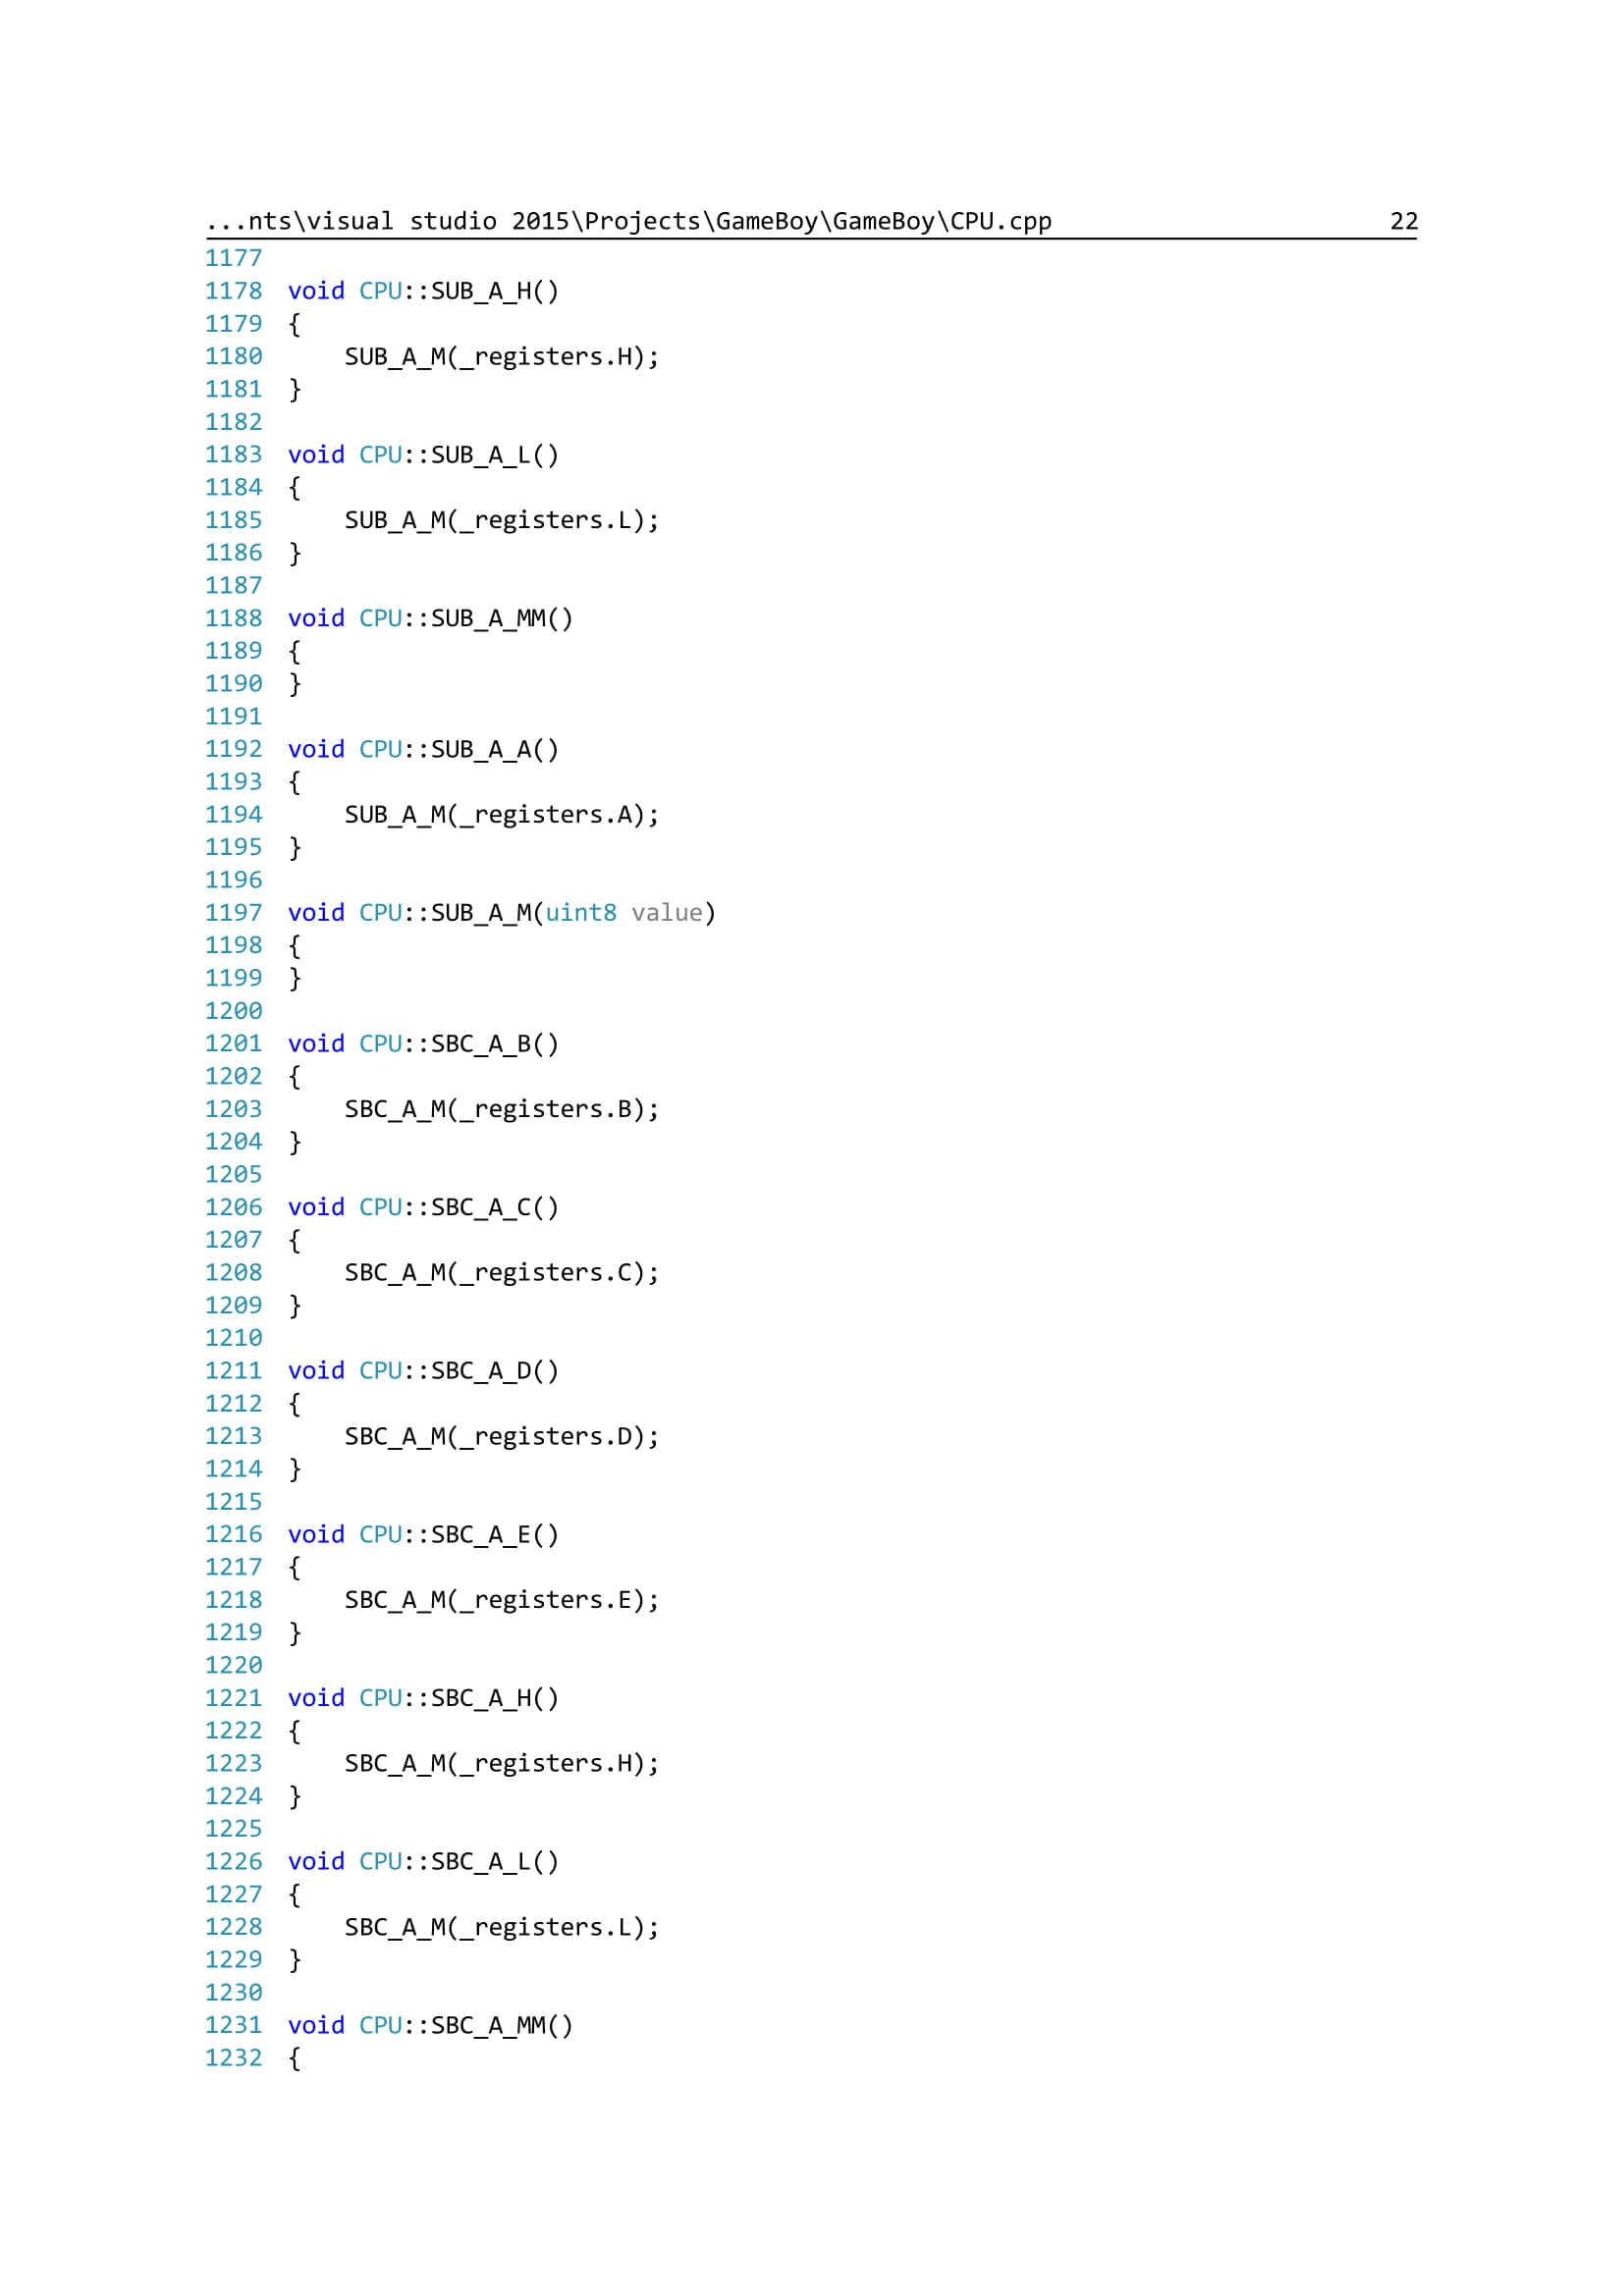 ...nts\visual studio 2015\Projects\GameBoy\GameBoy\CPU.cpp 22
1177
1178 void CPU::SUB_A_H()
1179 {
1180     SUB_A_M(_registers.H);
1181 }
1182
1183 void CPU::SUB_A_L()
1184 {
1185     SUB_A_M(_registers.L);
1186 }
1187
1188 void CPU::SUB_A_MM()
1189 {
1190 }
1191
1192 void CPU::SUB_A_A()
1193 {
1194     SUB_A_M(_registers.A);
1195 }
1196
1197 void CPU::SUB_A_M(uint8 value)
1198 {
1199 }
1200
1201 void CPU::SBC_A_B()
1202 {
1203     SBC_A_M(_registers.B);
1204 }
1205
1206 void CPU::SBC_A_C()
1207 {
1208     SBC_A_M(_registers.C);
1209 }
1210
1211 void CPU::SBC_A_D()
1212 {
1213     SBC_A_M(_registers.D);
1214 }
1215
1216 void CPU::SBC_A_E()
1217 {
1218     SBC_A_M(_registers.E);
1219 }
1220
1221 void CPU::SBC_A_H()
1222 {
1223     SBC_A_M(_registers.H);
1224 }
1225
1226 void CPU::SBC_A_L()
1227 {
1228     SBC_A_M(_registers.L);
1229 }
1230
1231 void CPU::SBC_A_MM()
1232 {